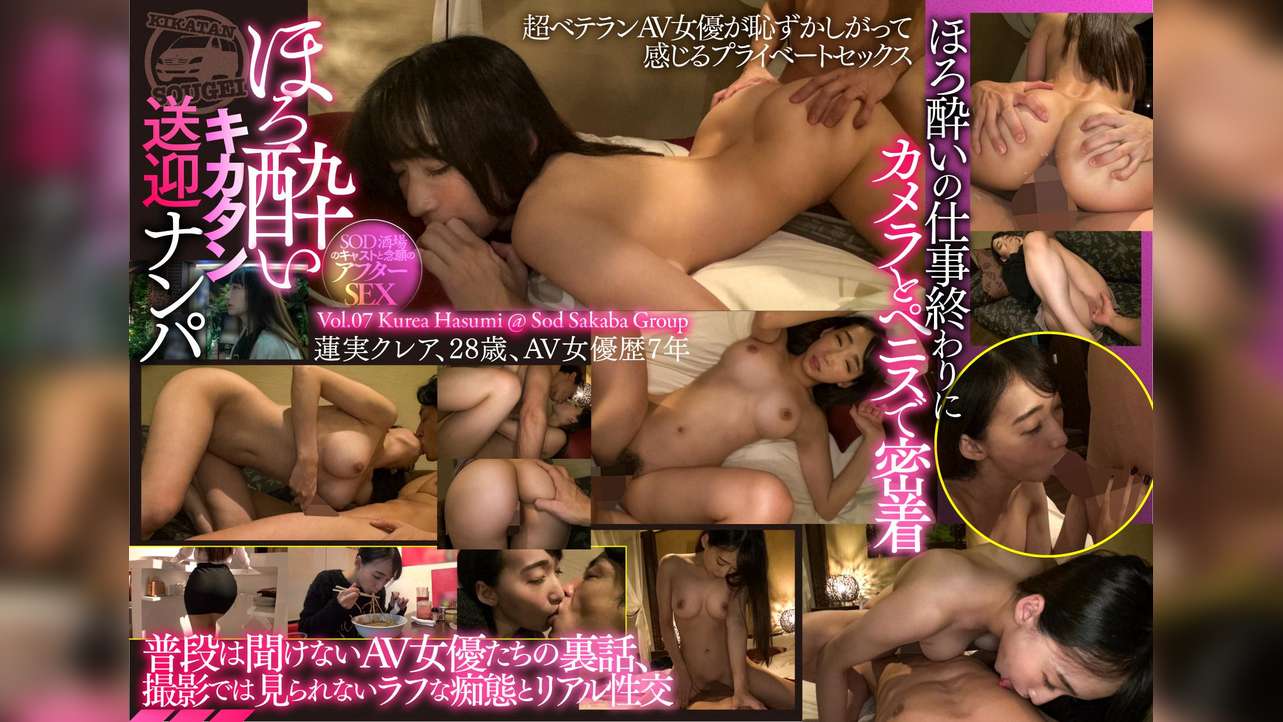 KIKATAN
SOUGEI
ほろ酔い
キカタン
送迎
ナンパ
SOD酒場
のキャストと念願の
アフター
SEX
超ベテランAV女優が恥ずかしがって
感じるプライベートセックス
ほろ酔いの仕事終わりに
カメラとペニスで密着
Vol.07 Kurea Hasumi @ Sod Sakaba Group
蓮実クレア、28歳、AV女優歴7年
普段は聞けないAV女優たちの裏話、
撮影では見られないラフな痴態とリアル性交